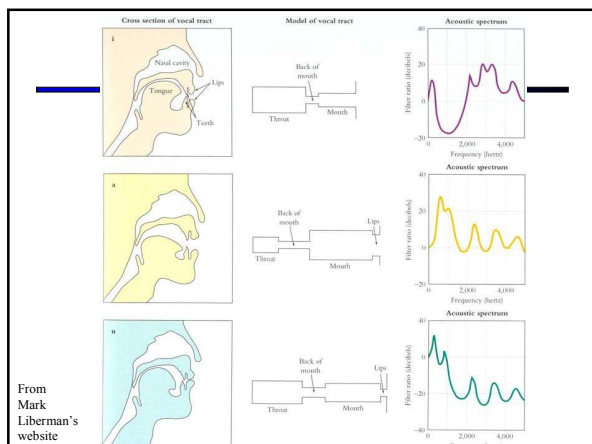 Cross section of vocal tract
Model of vocal tract
Acoustic spectrum
i
Nasal cavity
Lips
Tongue
Teeth
Back of
mouth
Throat
Mouth
Filter ratio (decibels)
40
20
0
−20
0
2,000
4,000
Frequency (hertz)
a
Back of
mouth
Lips
Throat
Mouth
Acoustic spectrum
Filter ratio (decibels)
40
20
0
−20
0
2,000
4,000
Frequency (hertz)
u
Back of
mouth
Lips
Throat
Mouth
Acoustic spectrum
Filter ratio (decibels)
40
20
0
−20
−40
0
2,000
4,000
From
Mark
Liberman's
website